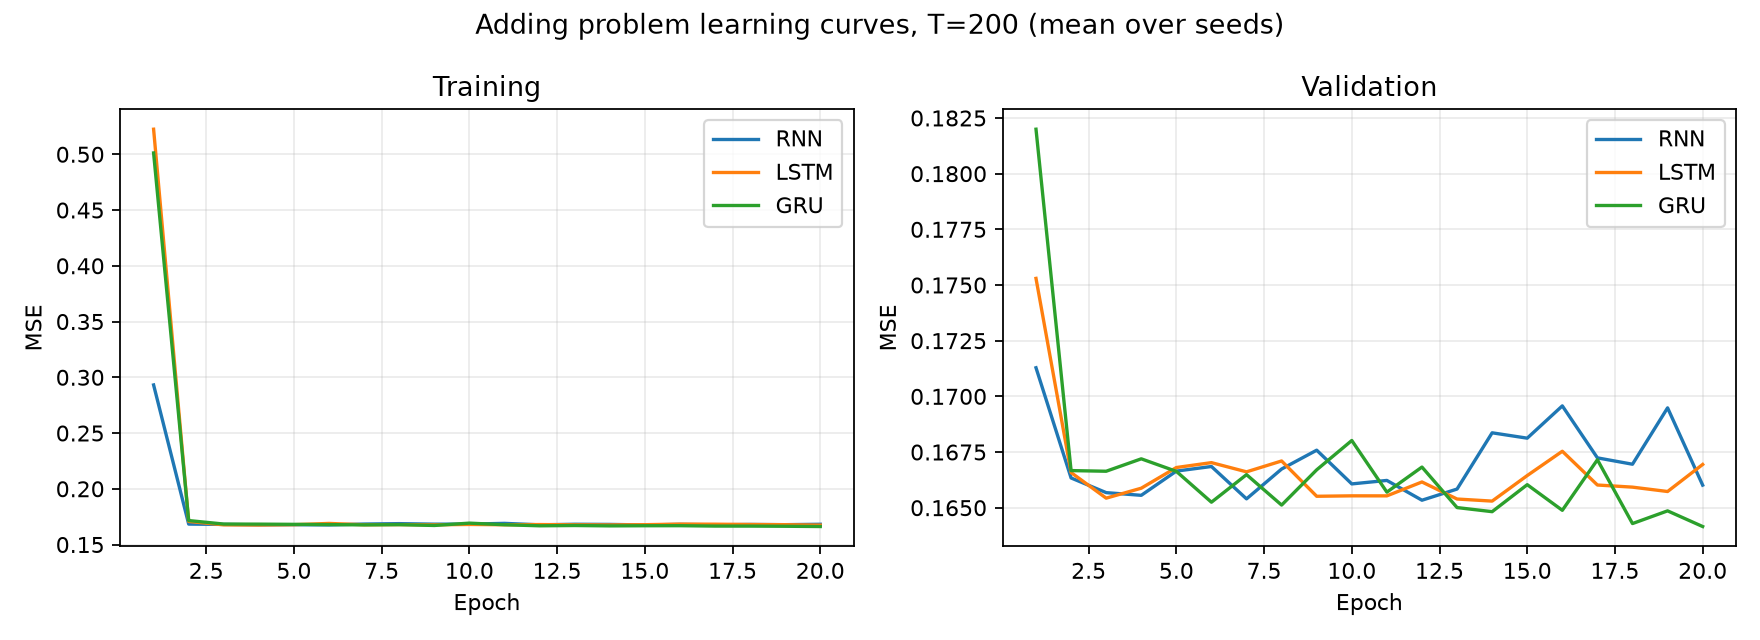 Adding problem learning curves, T=200 (mean over seeds)
Training
MSE
0.50
0.45
0.40
0.35
0.30
0.25
0.20
0.15
2.5 5.0 7.5 10.0 12.5 15.0 17.5 20.0
Epoch
RNN
LSTM
GRU
Validation
MSE
0.1825
0.1800
0.1775
0.1750
0.1725
0.1700
0.1675
0.1650
2.5 5.0 7.5 10.0 12.5 15.0 17.5 20.0
Epoch
RNN
LSTM
GRU